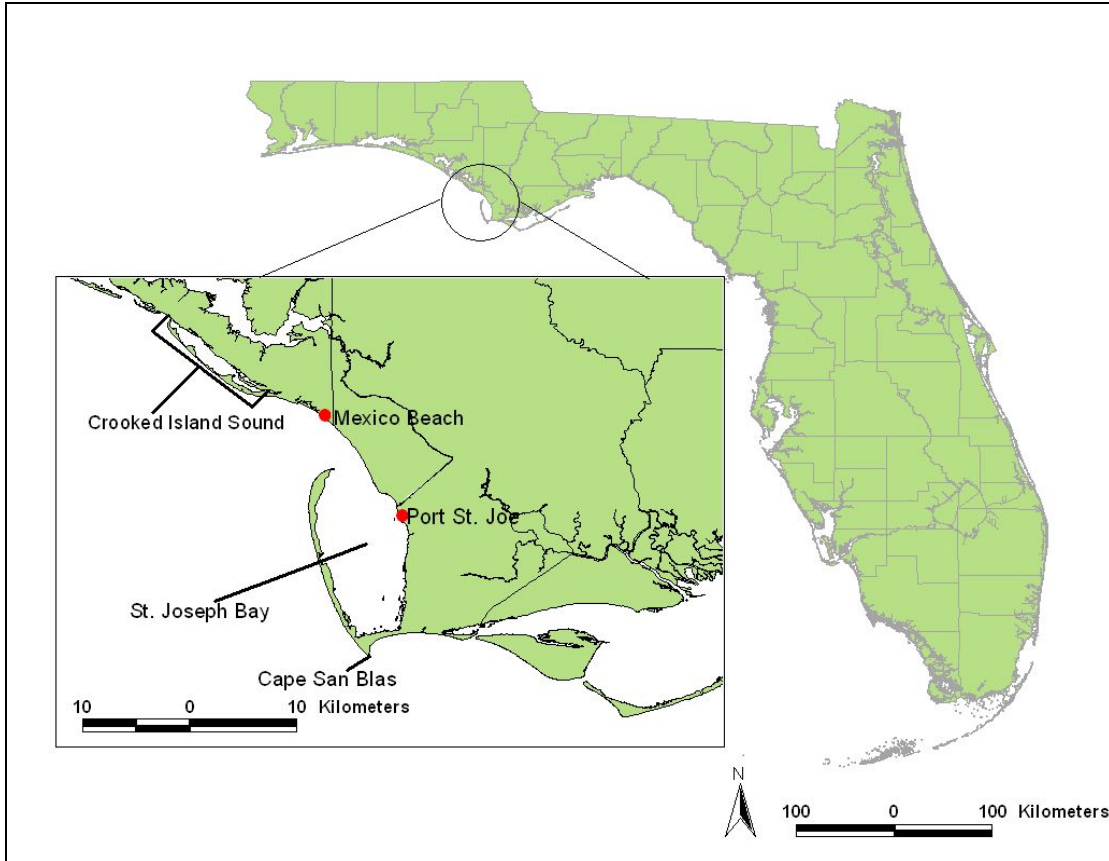 Crooked Island Sound
Mexico Beach
Port St. Joe
St. Joseph Bay
Cape San Blas
10 0 10 Kilometers
N
100 0 100 Kilometers